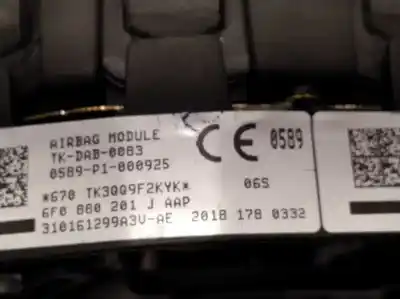 AIRBAG MODULE
TK-DAB-0083
0589-P1-000925
CE 0589
*670 TK3QQ9F2KYK*
06S
6F0 880 201 J AAP
310161299A3V-AE 2018 178 0332